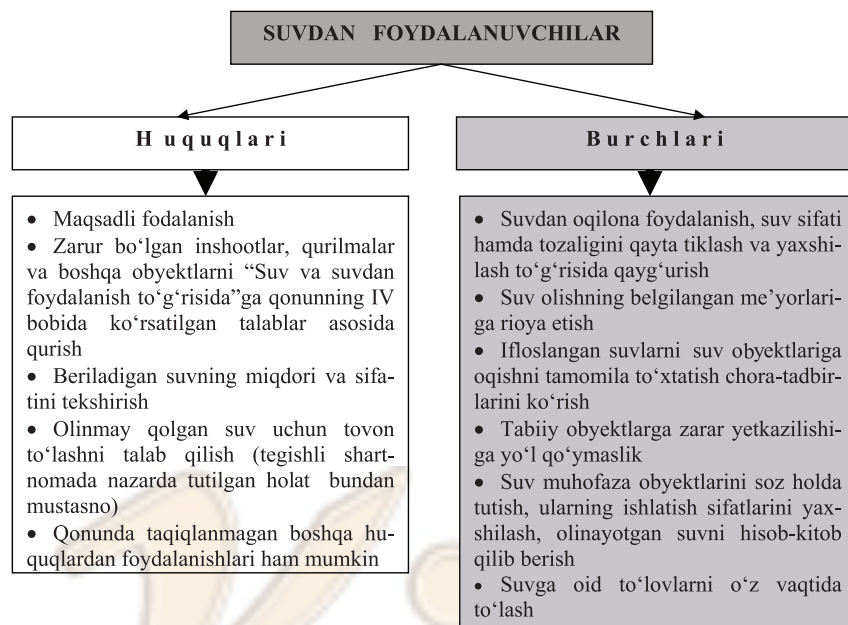 SUVDAN FOYDALANUVCHILAR
H uquqlari
• Maqsadli fodalanish
• Zarur bo‘lgan inshootlar, qurilmalar
va boshqa obyektlarni “Suv va suvdan
foydalanish to‘g‘risida”ga qonunning IV
bobida ko‘rsatilgan talablar asosida
qurish
• Beriladigan suvning miqdori va sifa-
tini tekshirish
• Olinmay qolgan suv uchun tovon
to‘lashni talab qilish (tegishli shart-
nomada nazarda tutilgan holat bundan
mustasno)
• Qonunda taqiqlanmagan boshqa hu-
quqlardan foydalanishlari ham mumkin
Burchlari
• Suvdan oqilona foydalanish, suv sifati
hamda tozaligini qayta tiklash va yaxshi-
lash to‘g‘risida qayg‘urish
• Suv olishning belgilangan me’yorlari-
ga rioya etish
• Ifloslangan suvlarni suv obyektlariga
oqishni tamomila to‘xtatish chora-tadbir-
larini ko‘rish
• Tabiiy obyektlarga zarar yetkazilishi-
ga yo‘l qo‘ymaslik
• Suv muhofaza obyektlarini soz holda
tutish, ularning ishlatish sifatlarini yax-
shilash, olinayotgan suvni hisob-kitob
qilib berish
• Suvga oid to‘lovlarni o‘z vaqtida
to‘lash